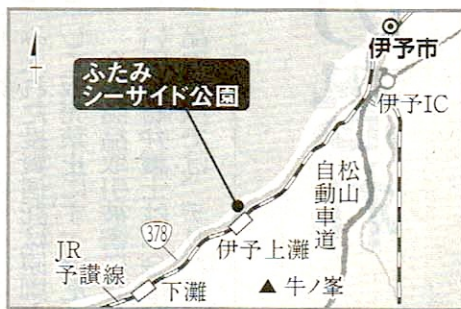 伊予市
伊予IC
ふたみ
シーサイド公園
松山
自動車道
378
伊予上灘
JR
予讃線
下灘
牛ノ峯